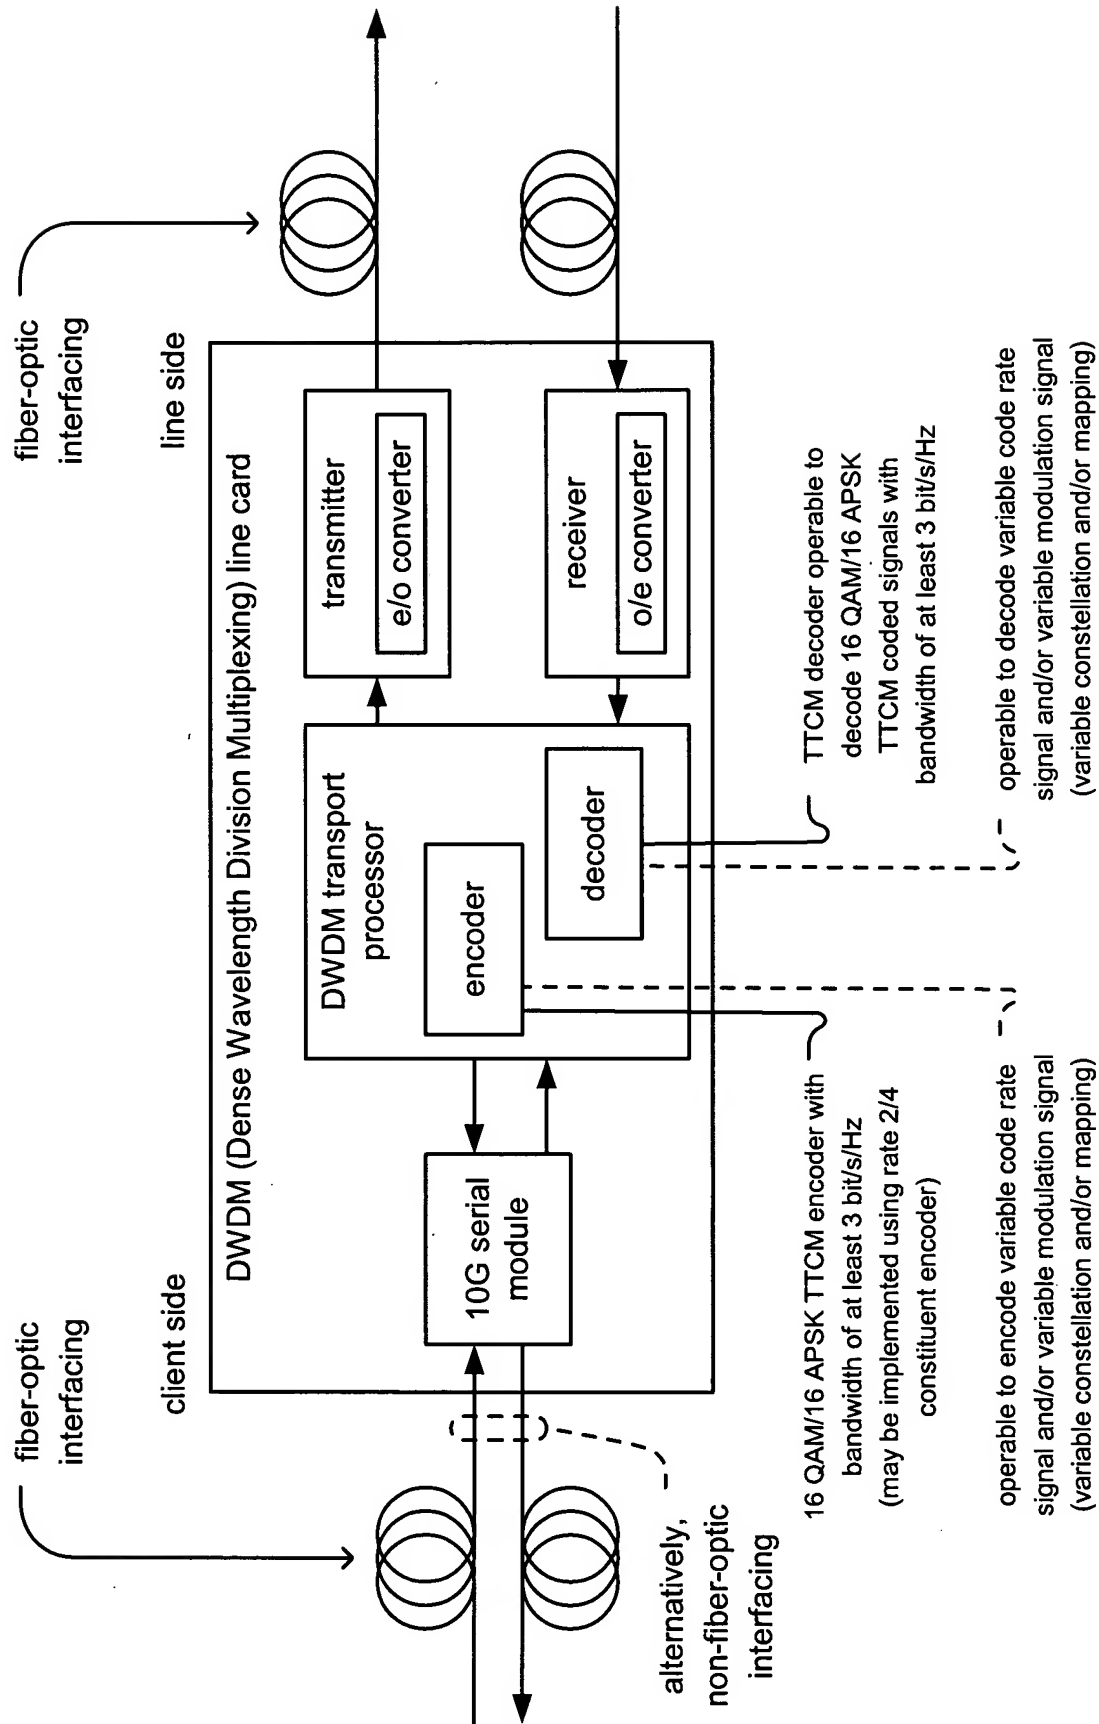 fiber-optic
interfacing
fiber-optic
interfacing
client side
line side
DWDM (Dense Wavelength Division Multiplexing) line card
10G serial
module
DWDM transport
processor
encoder
decoder
transmitter
e/o converter
receiver
o/e converter
alternatively,
non-fiber-optic
interfacing
16 QAM/16 APSK TTCM encoder with
bandwidth of at least 3 bit/s/Hz
(may be implemented using rate 2/4
constituent encoder)
TTCM decoder operable to
decode 16 QAM/16 APSK
TTCM coded signals with
bandwidth of at least 3 bit/s/Hz
operable to encode variable code rate
signal and/or variable modulation signal
(variable constellation and/or mapping)
operable to decode variable code rate
signal and/or variable modulation signal
(variable constellation and/or mapping)